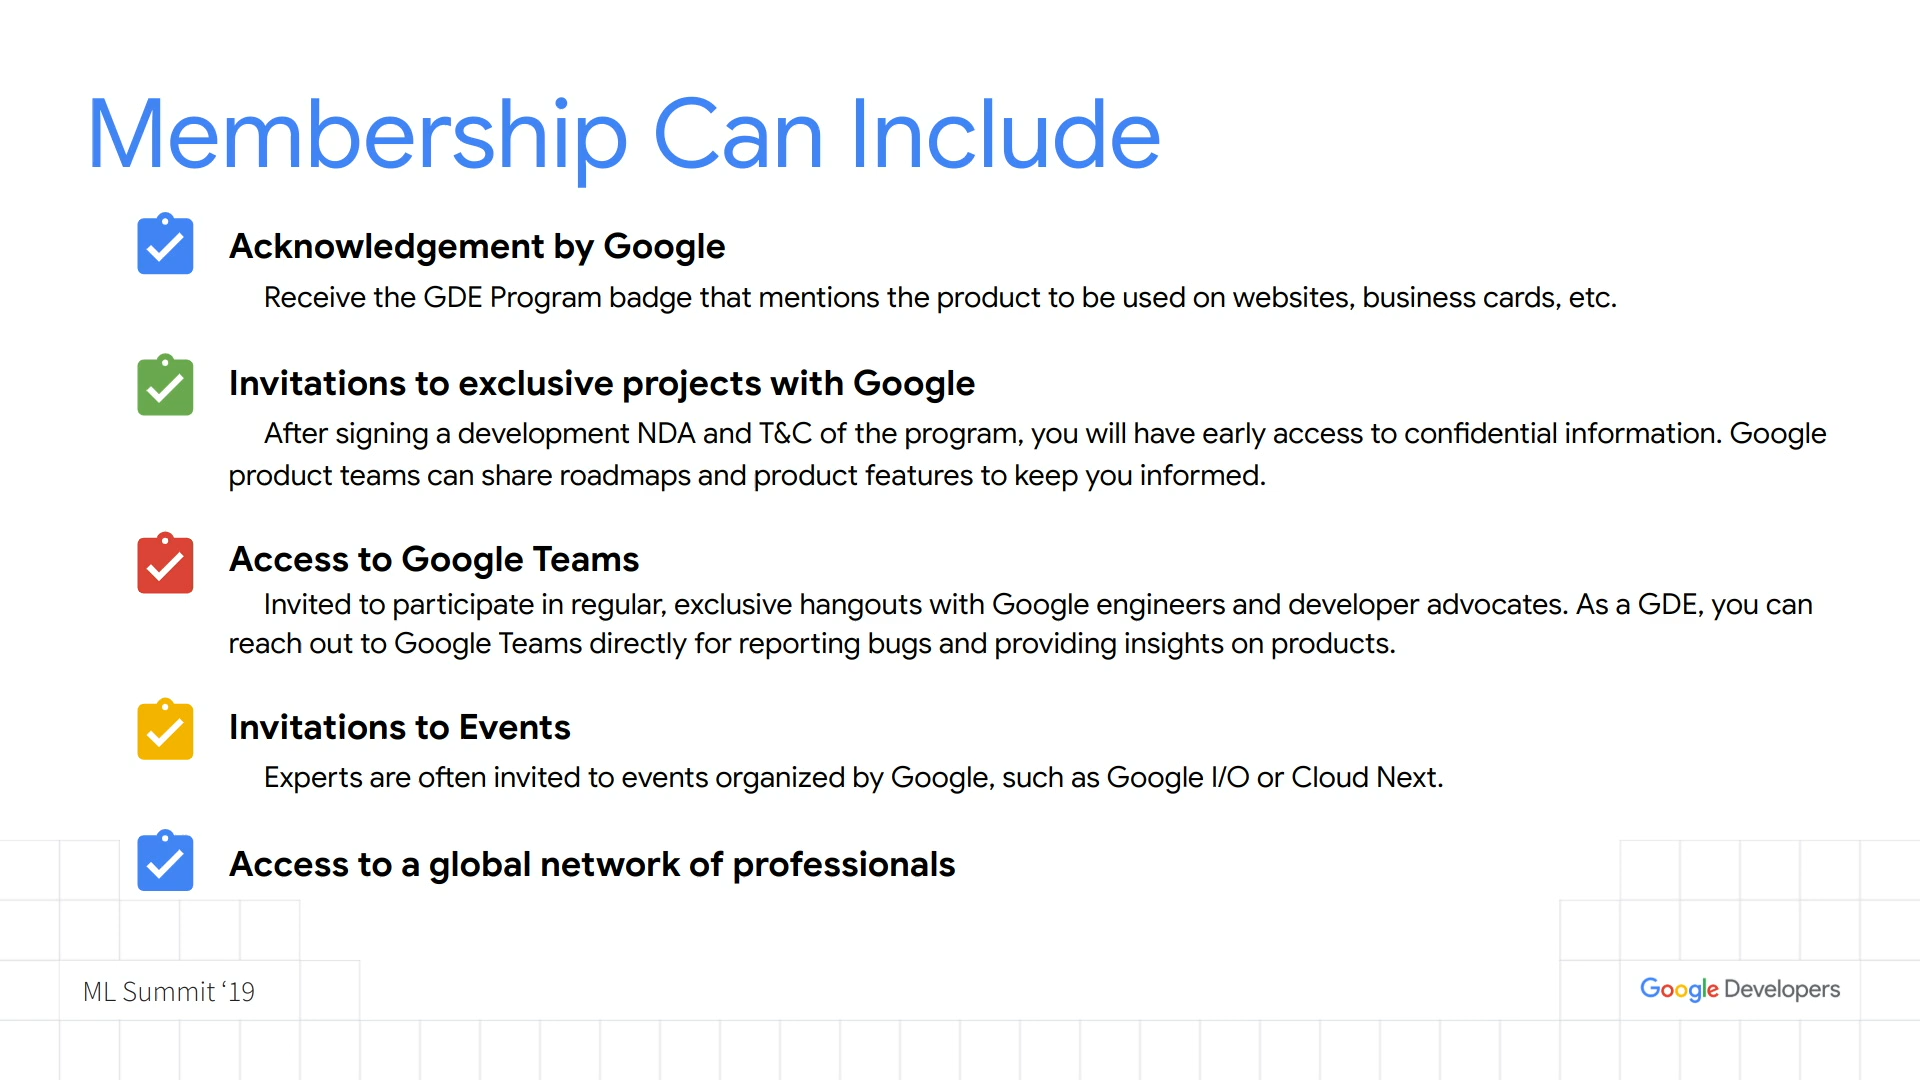 Membership Can Include
Acknowledgement by Google
Receive the GDE Program badge that mentions the product to be used on websites, business cards, etc.
Invitations to exclusive projects with Google
After signing a development NDA and T&C of the program, you will have early access to confidential information. Google
product teams can share roadmaps and product features to keep you informed.
Access to Google Teams
Invited to participate in regular, exclusive hangouts with Google engineers and developer advocates. As a GDE, you can
reach out to Google Teams directly for reporting bugs and providing insights on products.
Invitations to Events
Experts are often invited to events organized by Google, such as Google I/O or Cloud Next.
Access to a global network of professionals
ML Summit ‘19
Google Developers